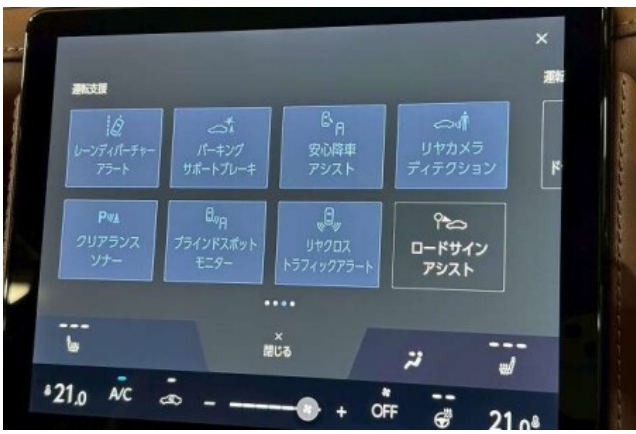 運転支援
運転
レーンディパーチャー
アラート
パーキング
サポートブレーキ
安心降車
アシスト
リヤカメラ
ディテクション
ド
クリアランス
ソナー
ブラインドスポット
モニター
リヤクロス
トラフィックアラート
ロードサイン
アシスト
閉じる
21.0
A/C
-
+
OFF
21.0